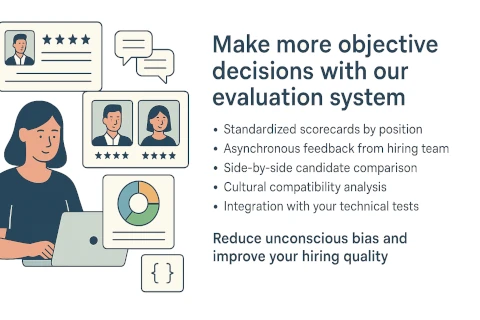 Make more objective
decisions with our
evaluation system
• Standardized scorecards by position
• Asynchronous feedback from hiring team
• Side-by-side candidate comparison
• Cultural compatibility analysis
• Integration with your technical tests
Reduce unconscious bias and
improve your hiring quality
{ }